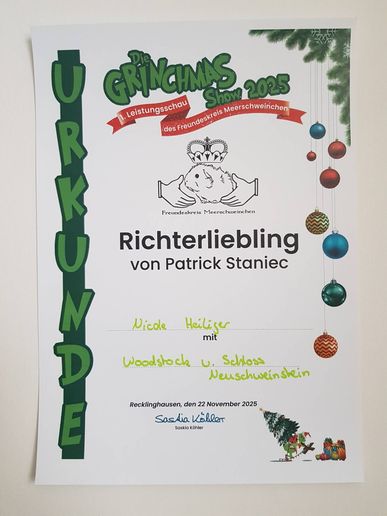 URKUNDE
Die
GRINCHMAS
Show 2025
1. Leistungsschau
des Freundeskreis Meerschweinchen
Freundeskreis Meerschweinchen
Richterliebling
von Patrick Staniec
Nicole Heiliger
mit
Woodstock u. Schloss
Neuschweinstein
Recklinghausen, den 22 November 2025
Saskia Köhler
Saskia Köhler